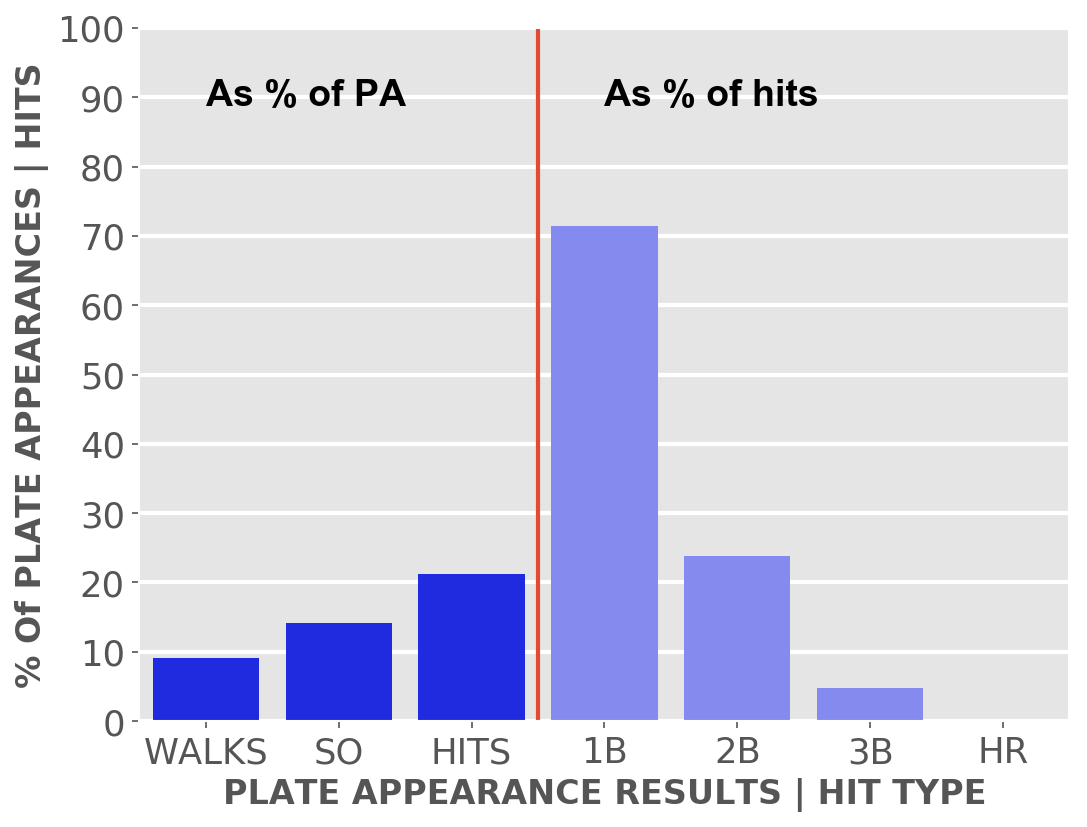 100
90
80
70
60
50
40
30
20
10
0
% Of PLATE APPEARANCES | HITS
As % of PA
As % of hits
WALKS SO HITS 1B 2B 3B HR
PLATE APPEARANCE RESULTS | HIT TYPE